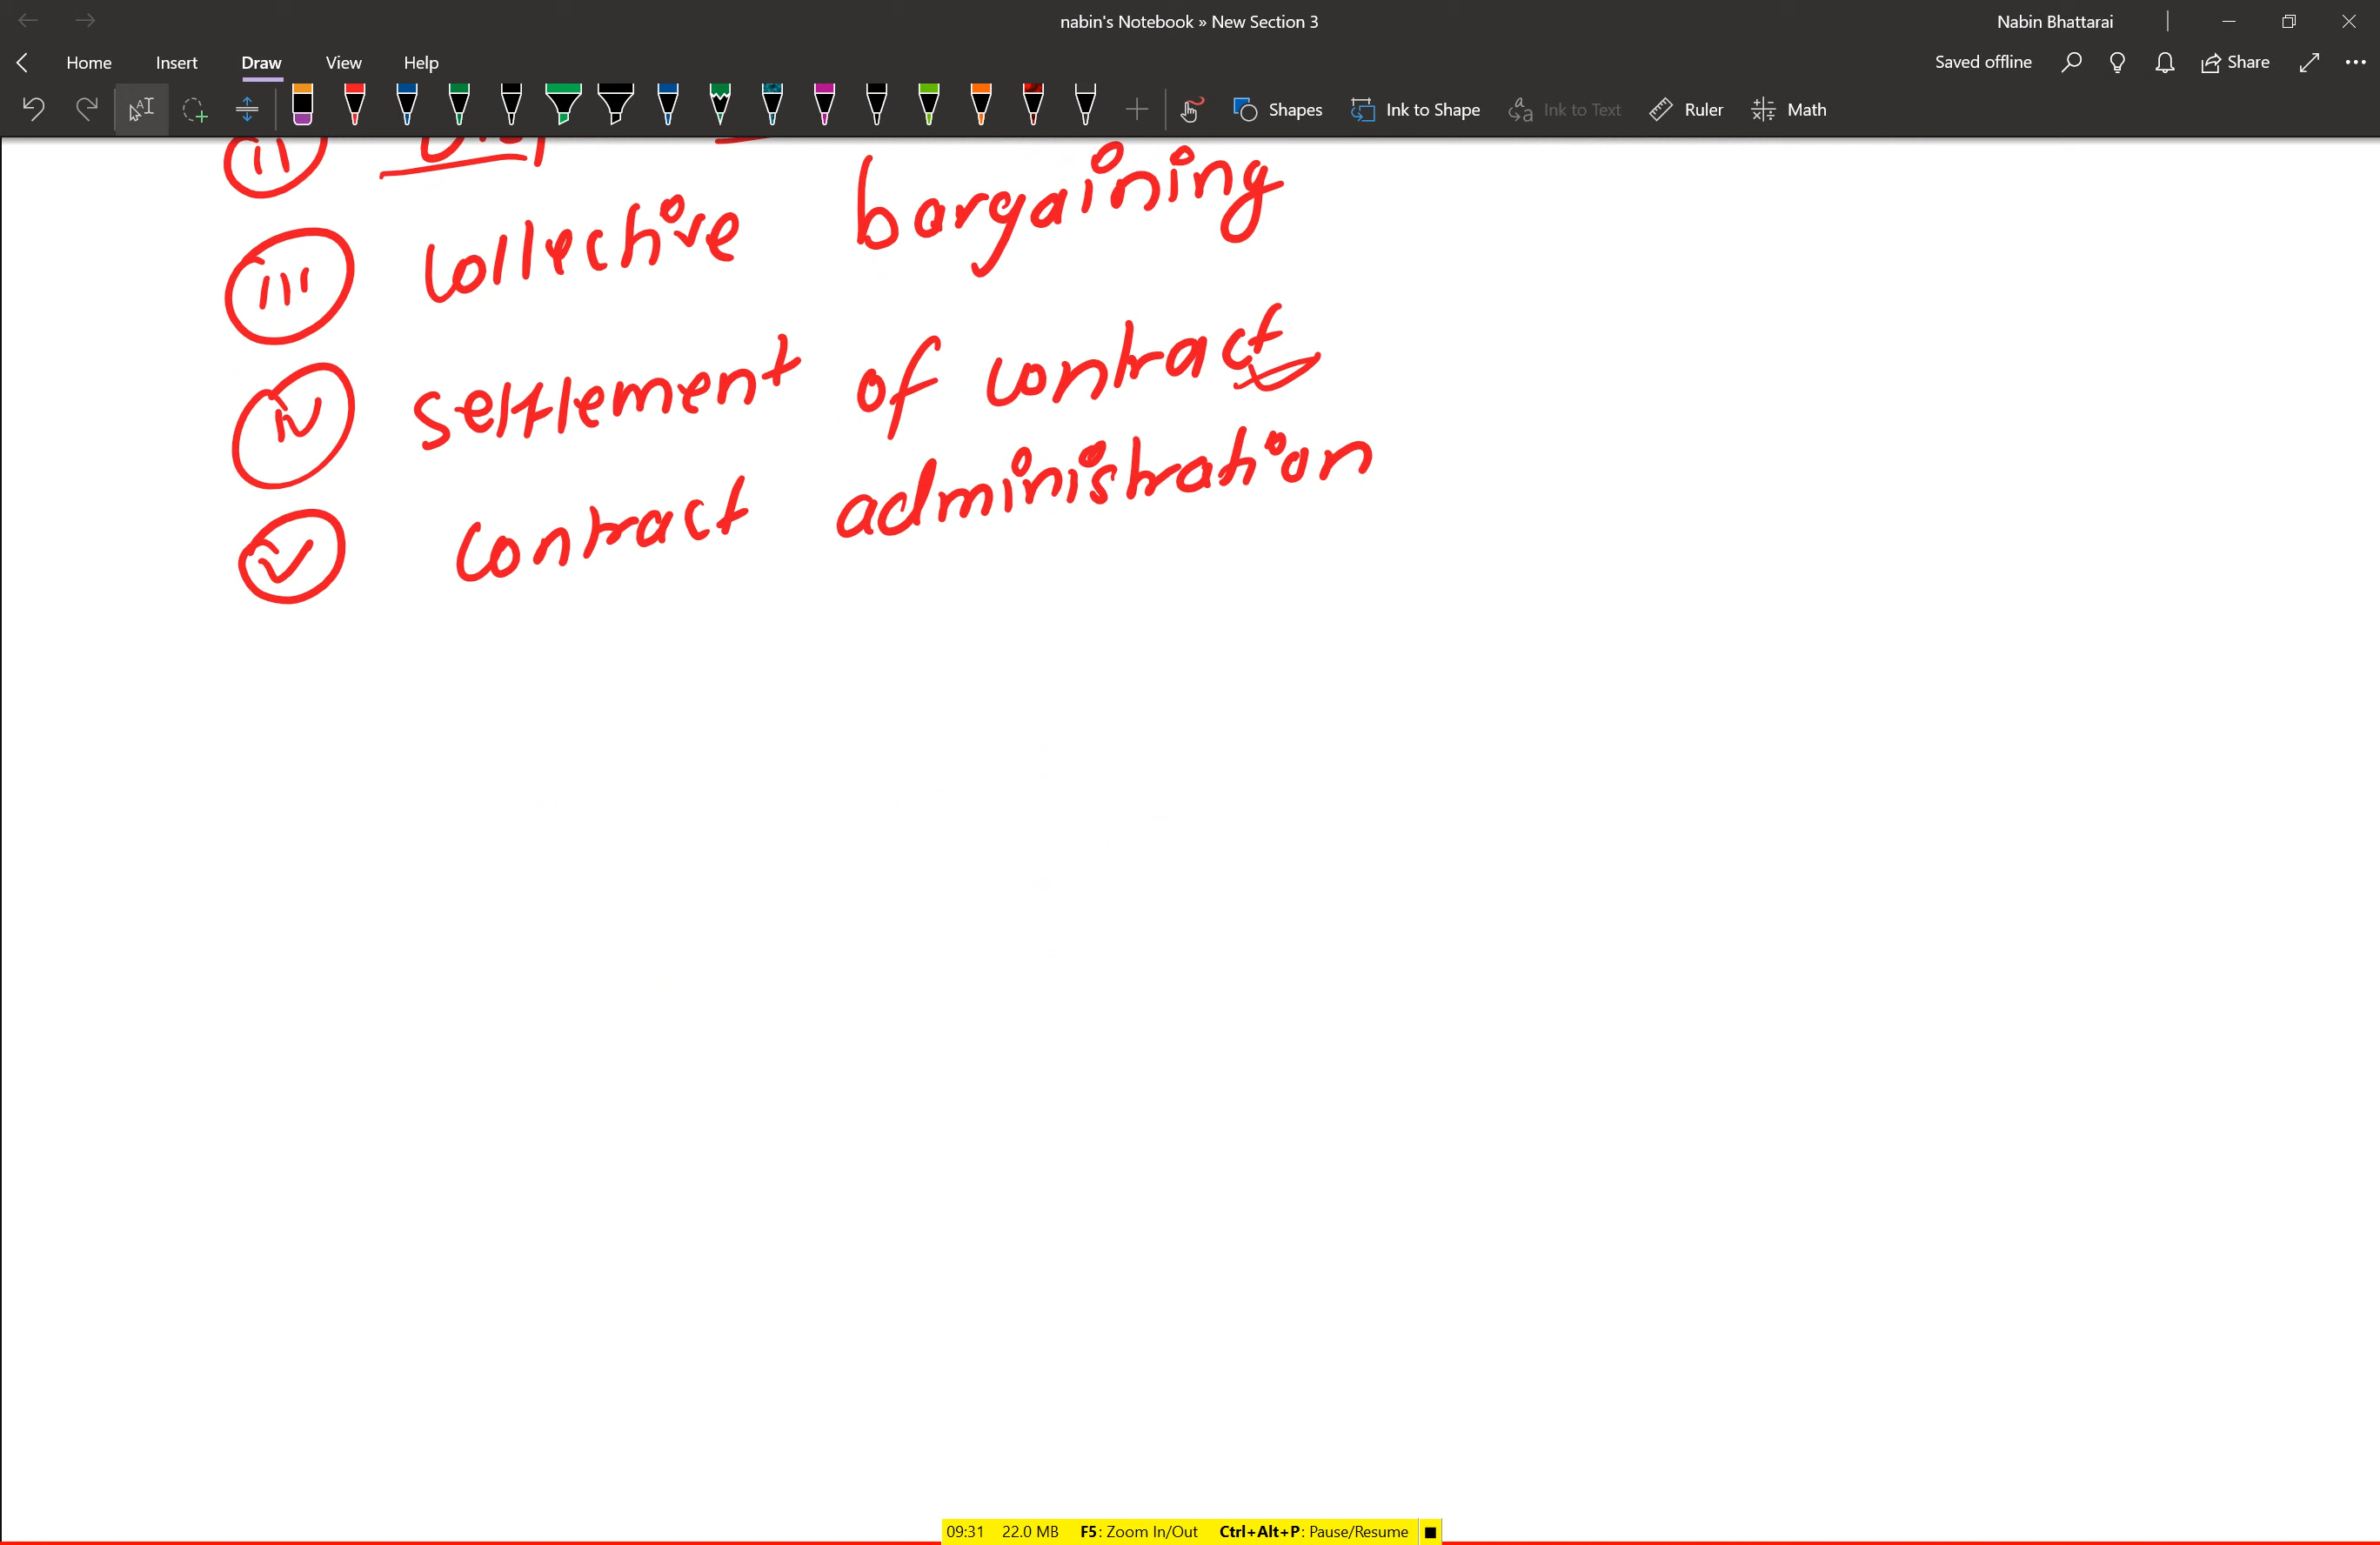 nabin's Notebook » New Section 3
Nabin Bhattarai
Home Insert Draw View Help
Saved offline Share
Shapes Ink to Shape Ink to Text Ruler Math
(ii)
(iii) Collective bargaining
(iv) settlement of contract
(v) contract administration
09:31 22.0 MB F5: Zoom In/Out Ctrl+Alt+P: Pause/Resume